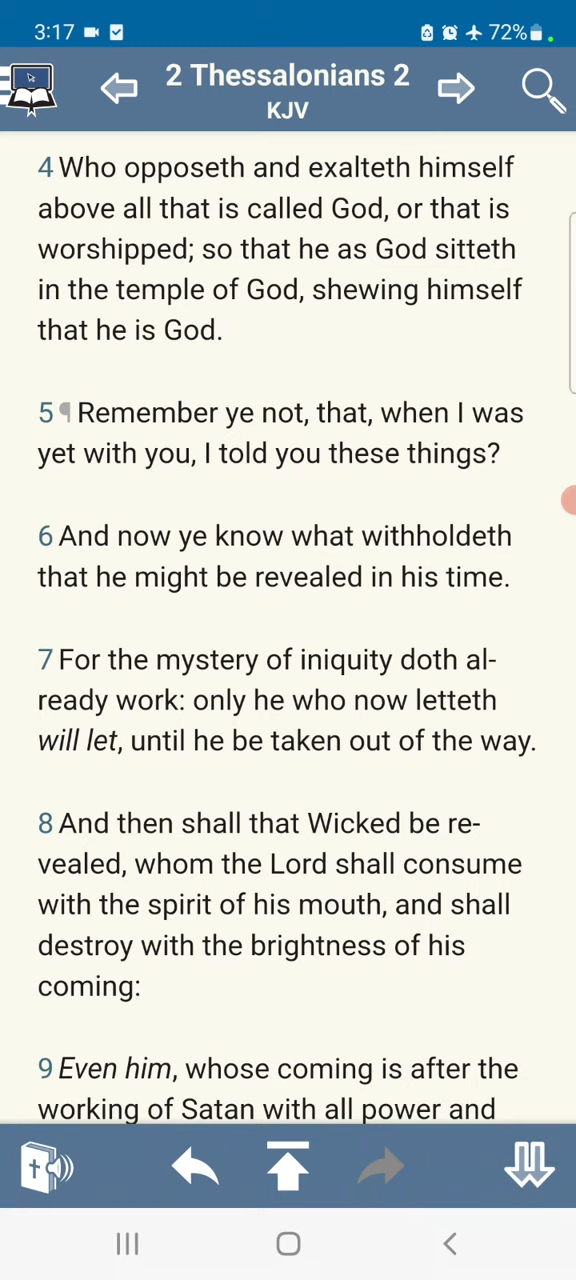 3:17
72%
2 Thessalonians 2
KJV
4 Who opposeth and exalteth himself
above all that is called God, or that is
worshipped; so that he as God sitteth
in the temple of God, shewing himself
that he is God.
5 ¶ Remember ye not, that, when I was
yet with you, I told you these things?
6 And now ye know what withholdeth
that he might be revealed in his time.
7 For the mystery of iniquity doth al-
ready work: only he who now letteth
will let, until he be taken out of the way.
8 And then shall that Wicked be re-
vealed, whom the Lord shall consume
with the spirit of his mouth, and shall
destroy with the brightness of his
coming:
9 Even him, whose coming is after the
working of Satan with all power and